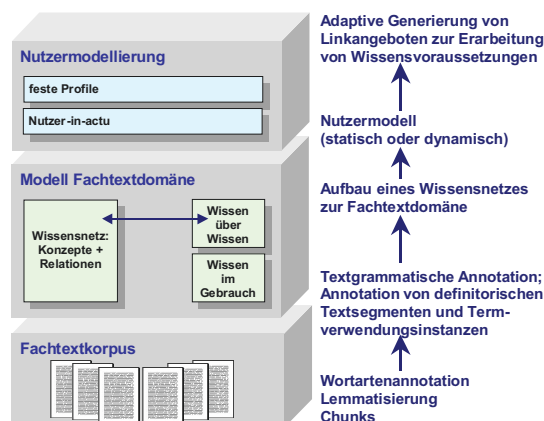 Nutzermodellierung
feste Profile
Nutzer-in-actu
Modell Fachtextdomäne
Wissensnetz:
Konzepte +
Relationen
Wissen
über
Wissen
Wissen
im
Gebrauch
Fachtextkorpus
Adaptive Generierung von
Linkangeboten zur Erarbeitung
von Wissensvoraussetzungen
Nutzermodell
(statisch oder dynamisch)
Aufbau eines Wissensnetzes
zur Fachtextdomäne
Textgrammatische Annotation;
Annotation von definitorischen
Textsegmenten und Term-
verwendungsinstanzen
Wortartenannotation
Lemmatisierung
Chunks